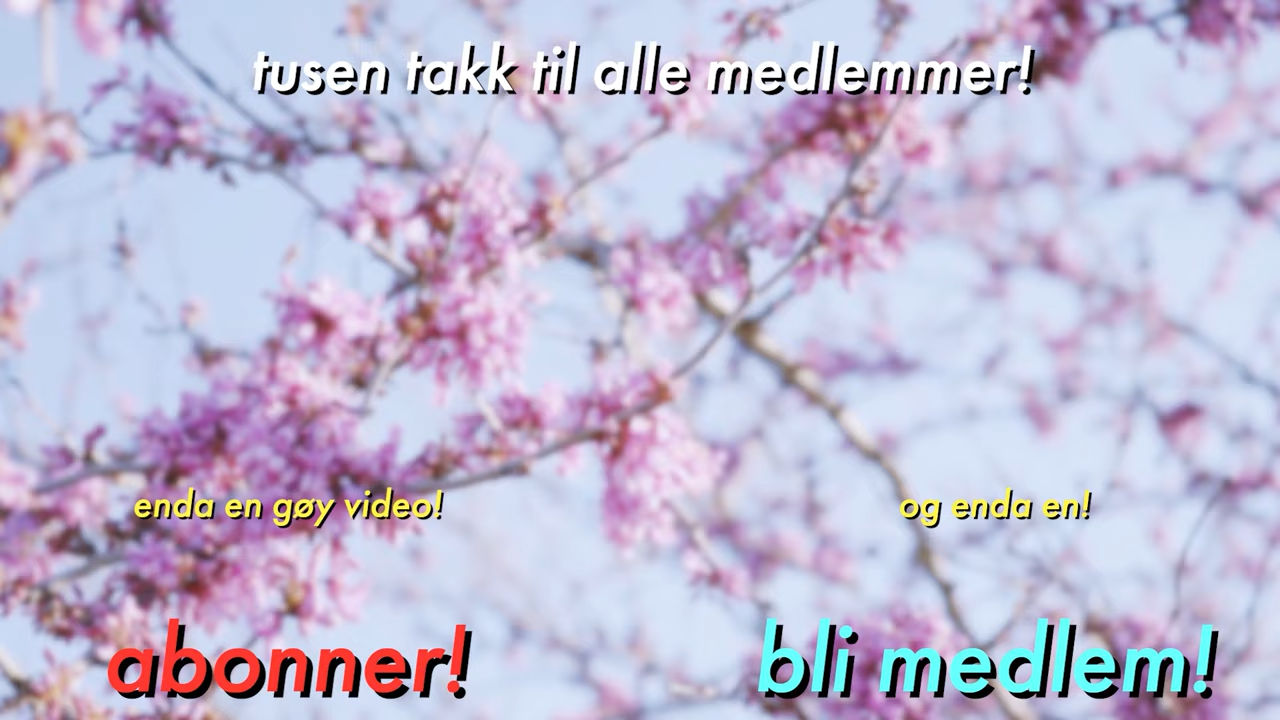 tusen takk til alle medlemmer!
enda en gøy video!
og enda en!
abonner!
bli medlem!